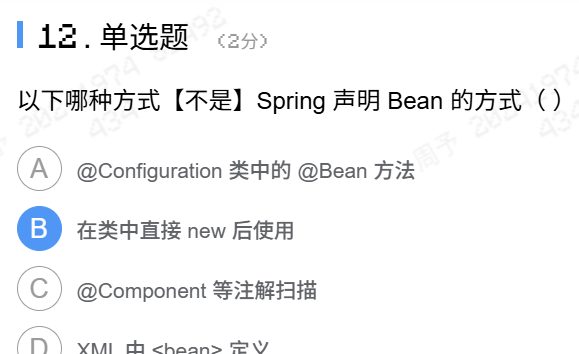 12.单选题 (2分)
以下哪种方式【不是】Spring 声明 Bean 的方式（ ）
A @Configuration 类中的 @Bean 方法
B 在类中直接 new 后使用
C @Component 等注解扫描
D XML 中 <bean> 定义